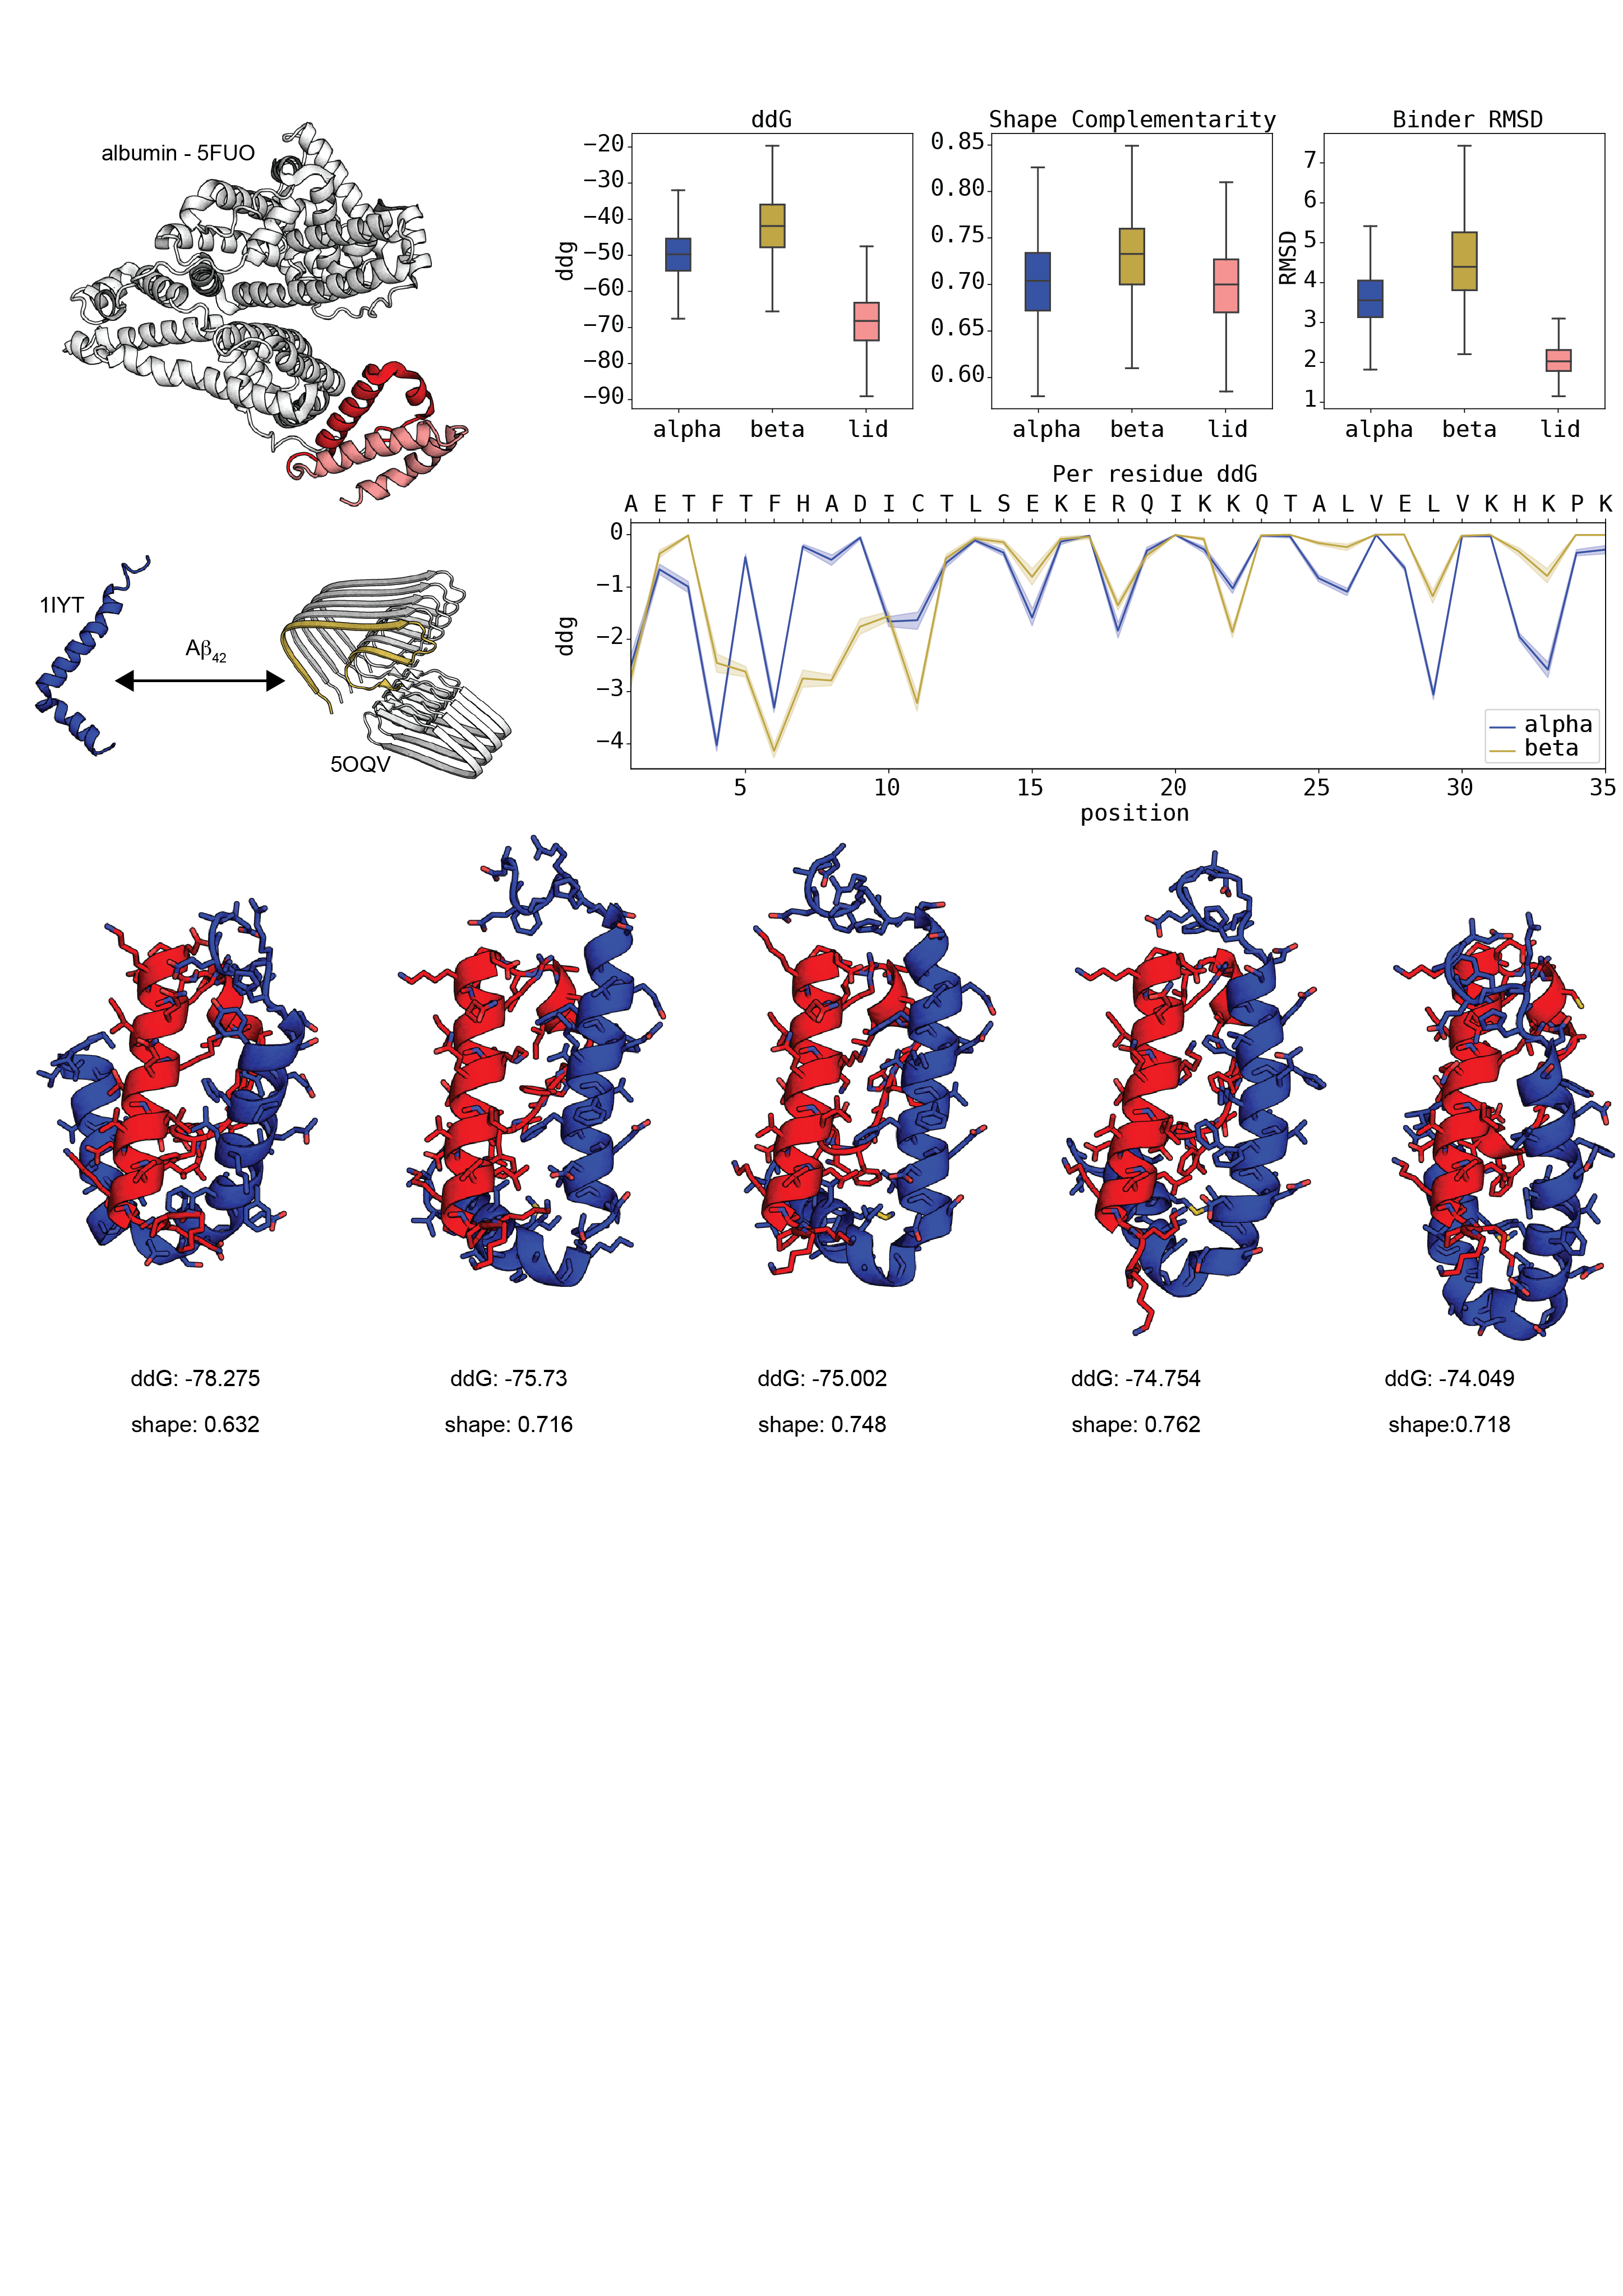 albumin - 5FUO
ddG
ddg
−20
−30
−40
−50
−60
−70
−80
−90
alpha beta lid
Shape Complementarity
0.85
0.80
0.75
0.70
0.65
0.60
alpha beta lid
Binder RMSD
RMSD
7
6
5
4
3
2
1
alpha beta lid
1IYT
Aβ42
5OQV
Per residue ddG
A E T F T F H A D I C T L S E K E R Q I K K Q T A L V E L V K H K P K
ddg
0
−1
−2
−3
−4
alpha
beta
5 10 15 20 25 30 35
position
ddG: -78.275 ddG: -75.73 ddG: -75.002 ddG: -74.754 ddG: -74.049
shape: 0.632 shape: 0.716 shape: 0.748 shape: 0.762 shape:0.718